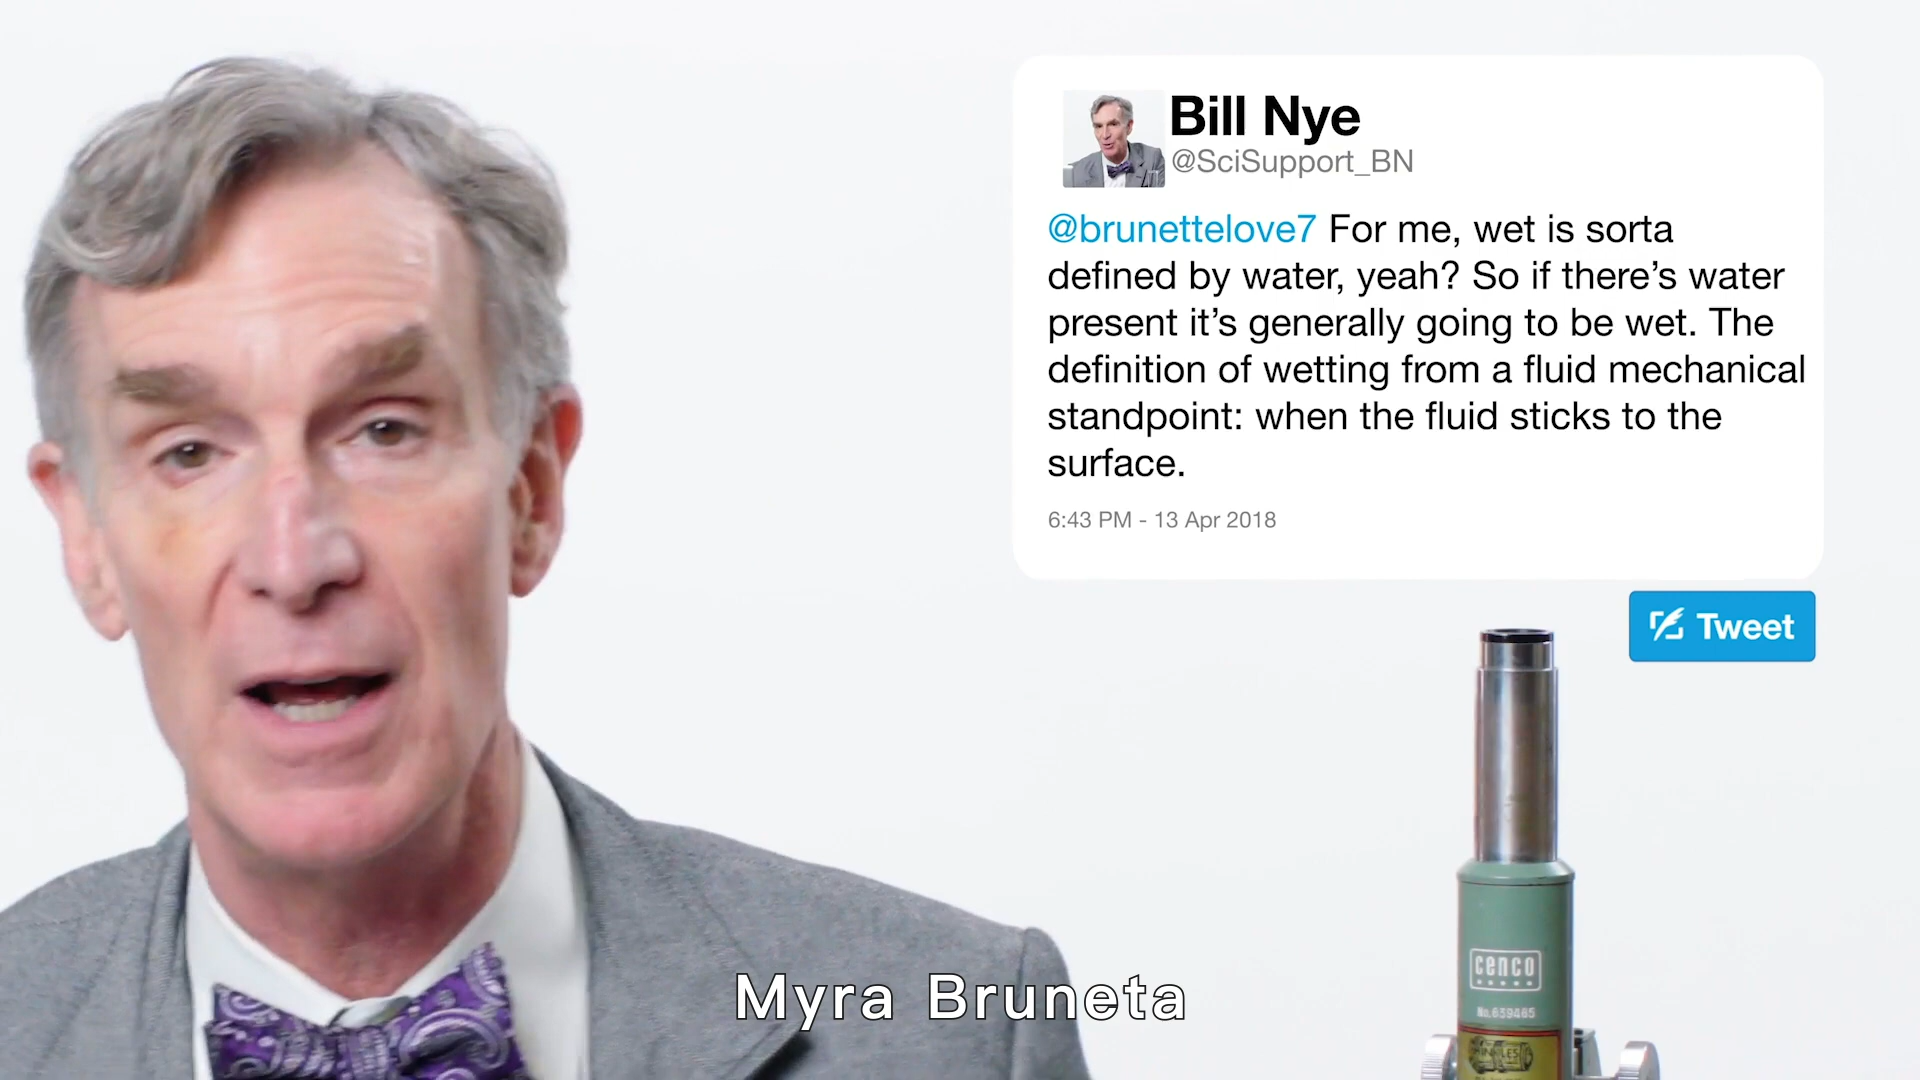 Bill Nye
@SciSupport_BN
@brunettelove7 For me, wet is sorta
defined by water, yeah? So if there’s water
present it’s generally going to be wet. The
definition of wetting from a fluid mechanical
standpoint: when the fluid sticks to the
surface.
6:43 PM - 13 Apr 2018
Tweet
cenco
No.639465
Myra Bruneta